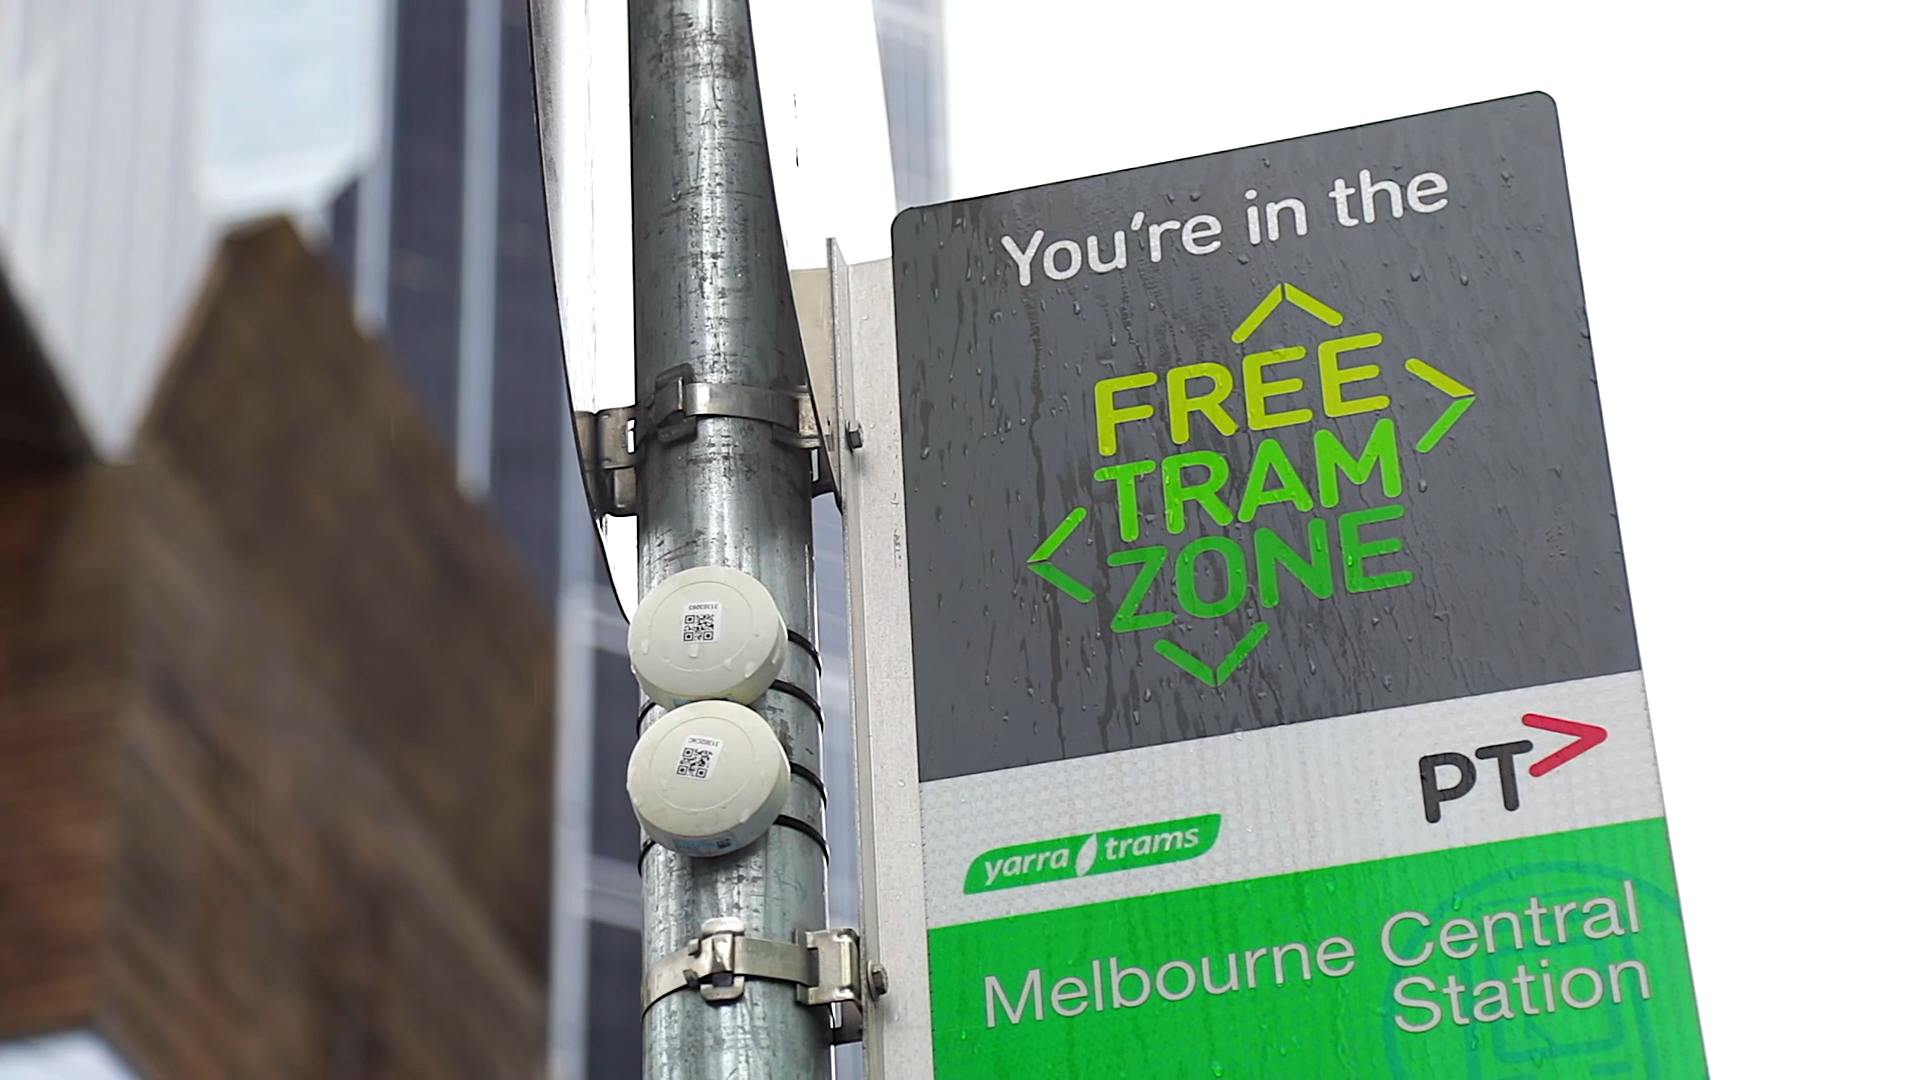 You're in the
FREE
TRAM
ZONE
PT
yarra trams
Melbourne Central
Station